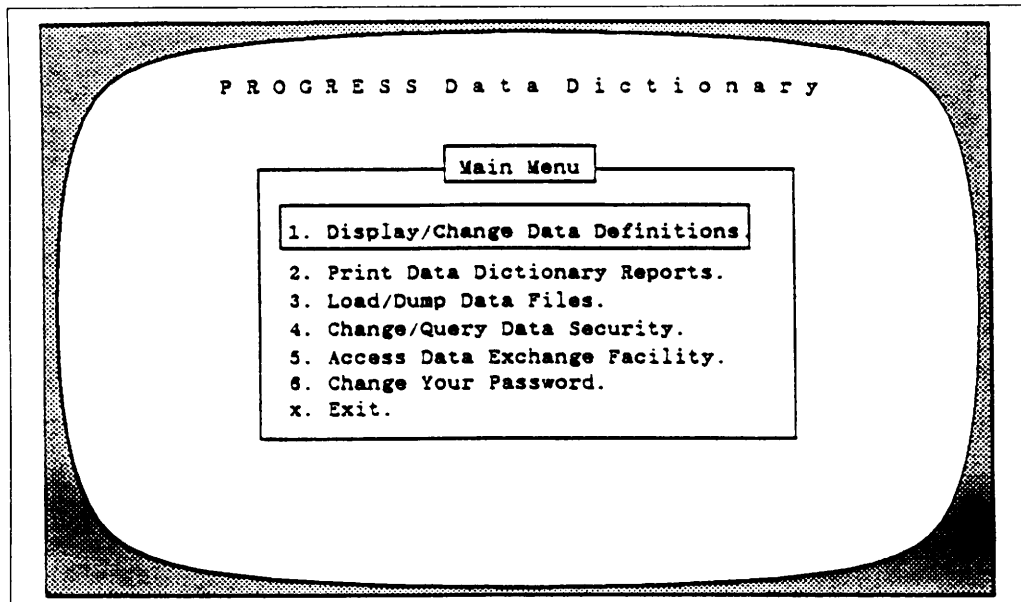 P R O G R E S S  D a t a  D i c t i o n a r y
Main Menu
1. Display/Change Data Definitions.
2. Print Data Dictionary Reports.
3. Load/Dump Data Files.
4. Change/Query Data Security.
5. Access Data Exchange Facility.
6. Change Your Password.
x. Exit.